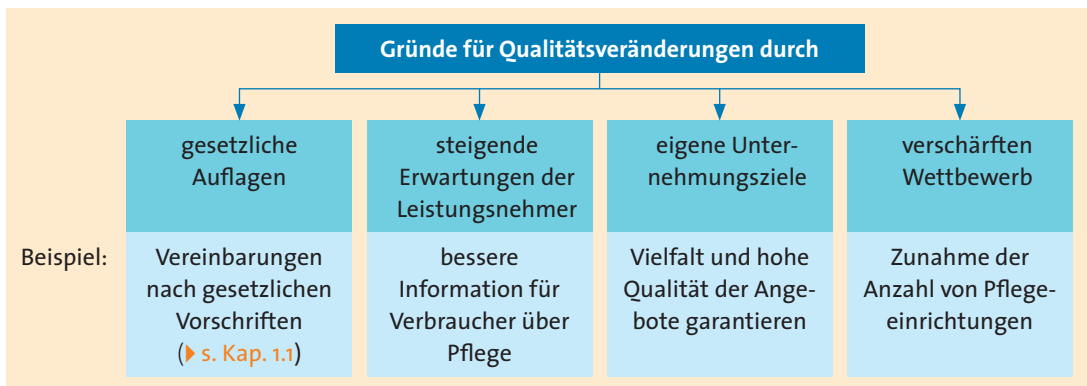 Gründe für Qualitätsveränderungen durch
gesetzliche
Auflagen
steigende
Erwartungen der
Leistungsnehmer
eigene Unter-
nehmungsziele
verschärften
Wettbewerb
Beispiel:
Vereinbarungen
nach gesetzlichen
Vorschriften
(▶ s. Kap. 1.1)
bessere
Information für
Verbraucher über
Pflege
Vielfalt und hohe
Qualität der Ange-
bote garantieren
Zunahme der
Anzahl von Pflege-
einrichtungen